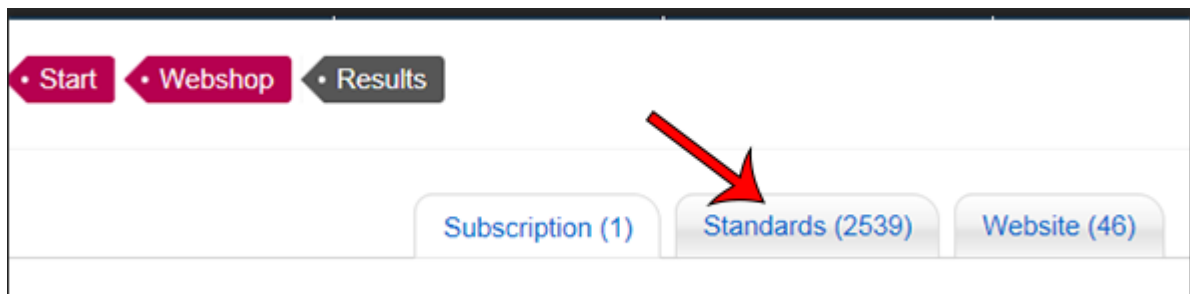 • Start • Webshop • Results
Subscription (1) Standards (2539) Website (46)